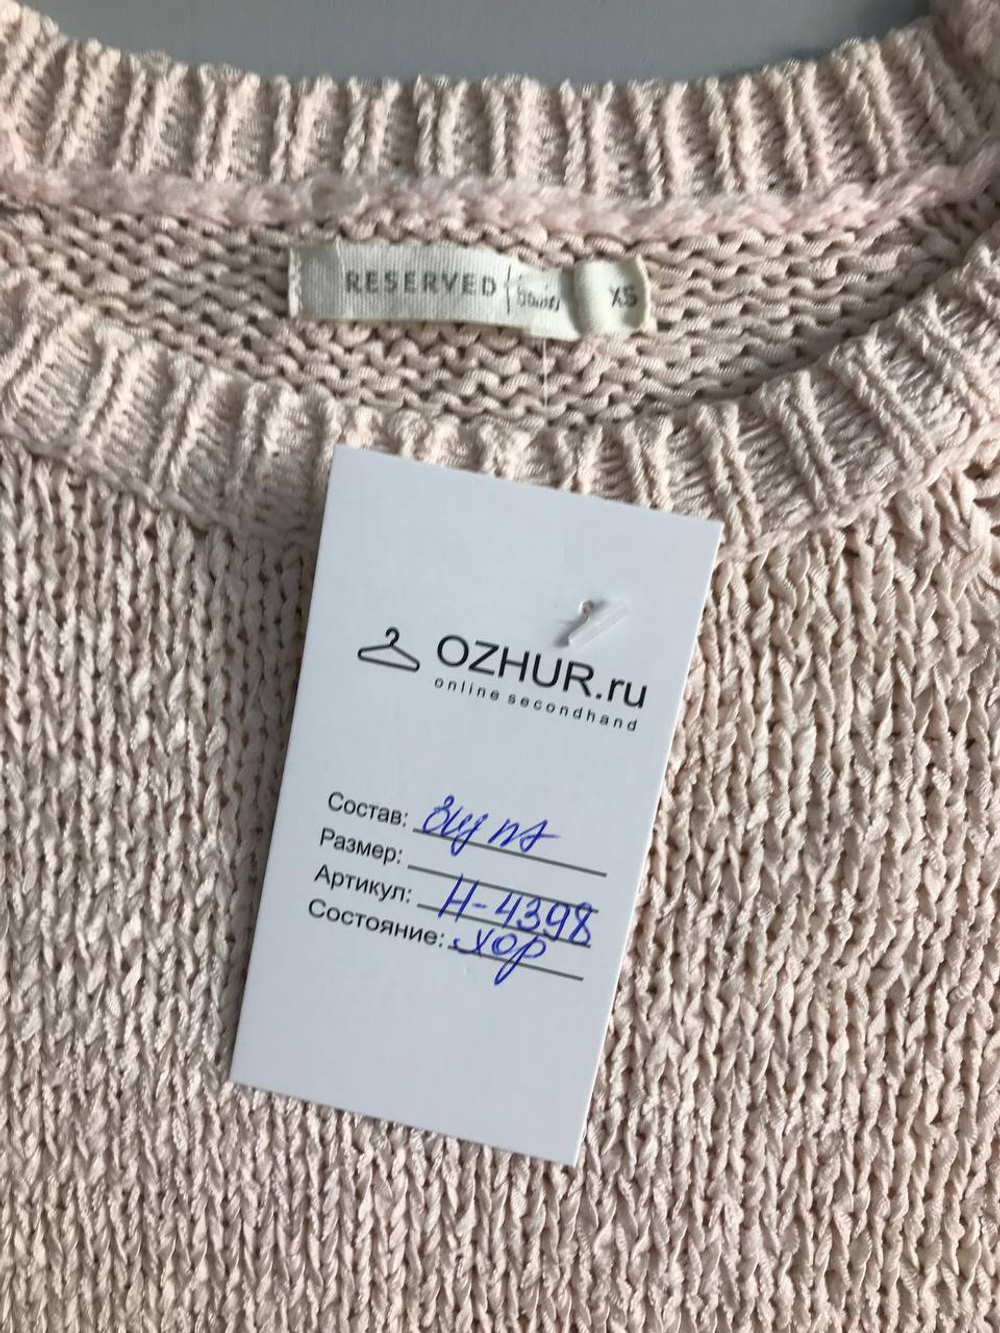 RESERVED
XS
OZHUR.ru
online secondhand
Состав:
Размер:
Артикул: H-4398
Состояние: хор